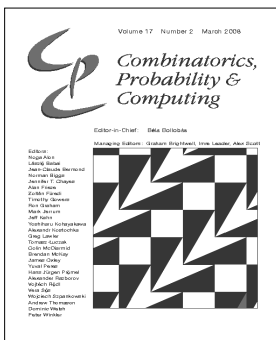 Volume 17 Number 2 March 2008
Combinatorics,
Probability &
Computing
Editor-in-Chief: Béla Bollobás
Managing Editors: Graham Brightwell, Imre Leader, Alex Scott
Editors:
Noga Alon
László Babai
Jean-Claude Bermond
Norman Biggs
Jennifer T. Chayes
Alan Frieze
Zoltán Füredi
Timothy Gowers
Ron Graham
Mark Jerrum
Jeff Kahn
Yoshiharu Kohayakawa
Alexandr Kostochka
Greg Lawler
Tomasz Łuczak
Colin McDiarmid
Brendan McKay
James Oxley
Yuval Peres
Hans Jürgen Prömel
Alexander Razborov
Vojtěch Rödl
Vera Sós
Wojciech Szpankowski
Andrew Thomason
Dominic Welsh
Peter Winkler